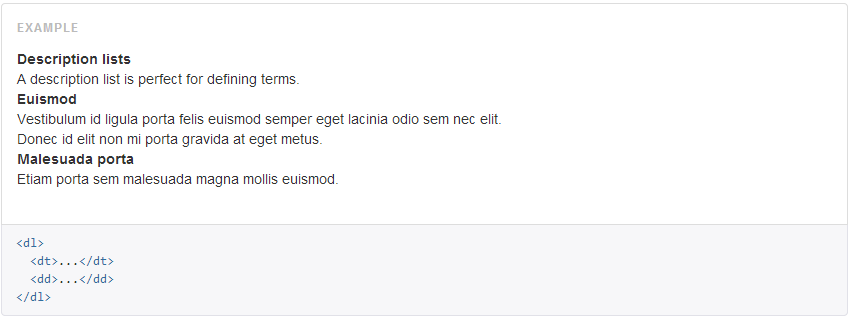 EXAMPLE
Description lists
A description list is perfect for defining terms.
Euismod
Vestibulum id ligula porta felis euismod semper eget lacinia odio sem nec elit.
Donec id elit non mi porta gravida at eget metus.
Malesuada porta
Etiam porta sem malesuada magna mollis euismod.
<dl>
  <dt>...</dt>
  <dd>...</dd>
</dl>